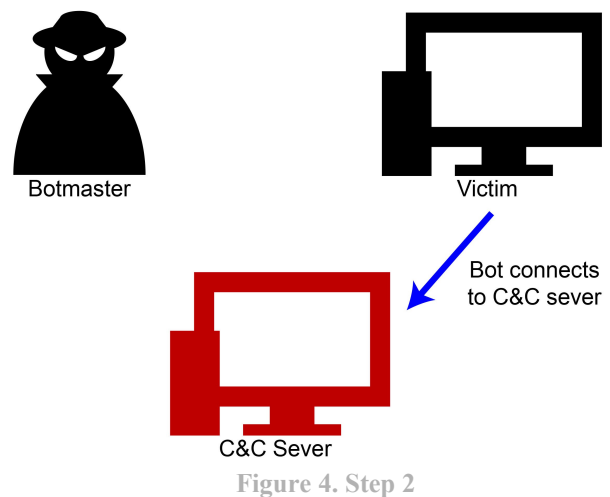 Botmaster
Victim
Bot connects
to C&C sever
C&C Sever
Figure 4. Step 2